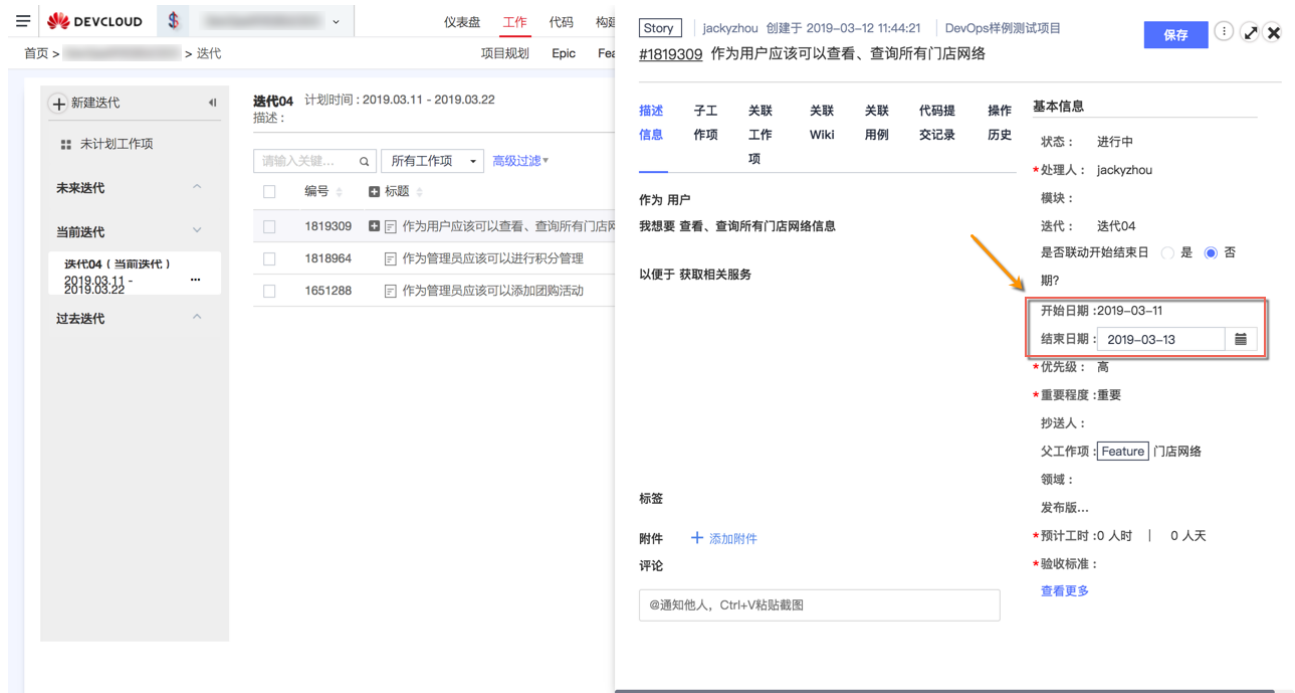 DEVCLOUD
$
仪表盘 工作 代码
首页 > > 迭代
项目规划 Epic Fea
新建迭代
未计划工作项
未来迭代
当前迭代
迭代04（当前迭代）
2019.03.11 -
2019.03.22
过去迭代
迭代04 计划时间 : 2019.03.11 - 2019.03.22
描述：
请输入关键... 所有工作项 高级过滤
编号 标题
1819309 作为用户应该可以查看、查询所有门店网
1818964 作为管理员应该可以进行积分管理
1651288 作为管理员应该可以添加团购活动
Story jackyzhou 创建于 2019-03-12 11:44:21 DevOps样例测试项目
#1819309 作为用户应该可以查看、查询所有门店网络
保存
描述信息 子工作项 关联工作项 关联Wiki 关联用例 代码提交记录 操作历史
作为 用户
我想要 查看、查询所有门店网络信息
以便于 获取相关服务
标签
附件 + 添加附件
评论
@通知他人，Ctrl+V粘贴截图
基本信息
状态： 进行中
*处理人： jackyzhou
模块：
迭代： 迭代04
是否联动开始结束日 是 否
期?
开始日期 :2019-03-11
结束日期： 2019-03-13
*优先级： 高
*重要程度 :重要
抄送人：
父工作项 : Feature 门店网络
领域：
发布版...
*预计工时 :0 人时 | 0 人天
*验收标准：
查看更多